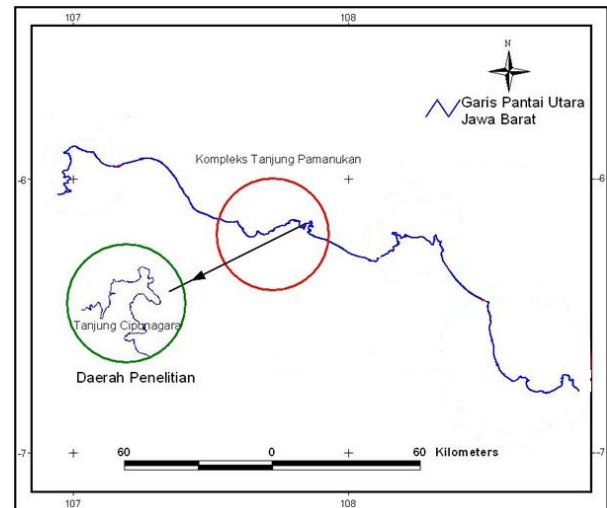 107
108
N
Garis Pantai Utara
Jawa Barat
Kompleks Tanjung Pamanukan
-6
-6
Tanjung Cipunagara
Daerah Penelitian
60
0
60 Kilometers
-7
-7
107
108